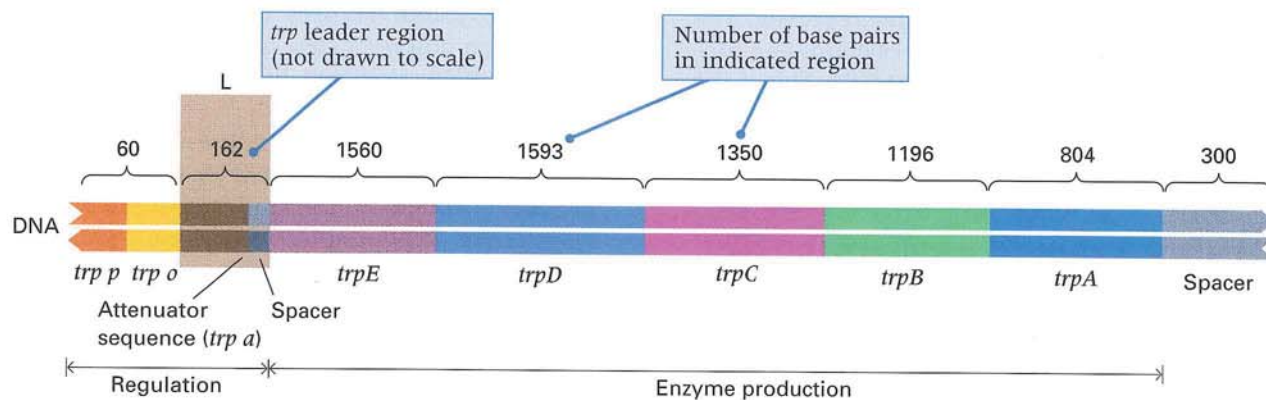 trp leader region
(not drawn to scale)
Number of base pairs
in indicated region
L
60 162 1560 1593 1350 1196 804 300
DNA
trp p trp o trpE trpD trpC trpB trpA Spacer
Attenuator Spacer
sequence (trp a)
Regulation Enzyme production